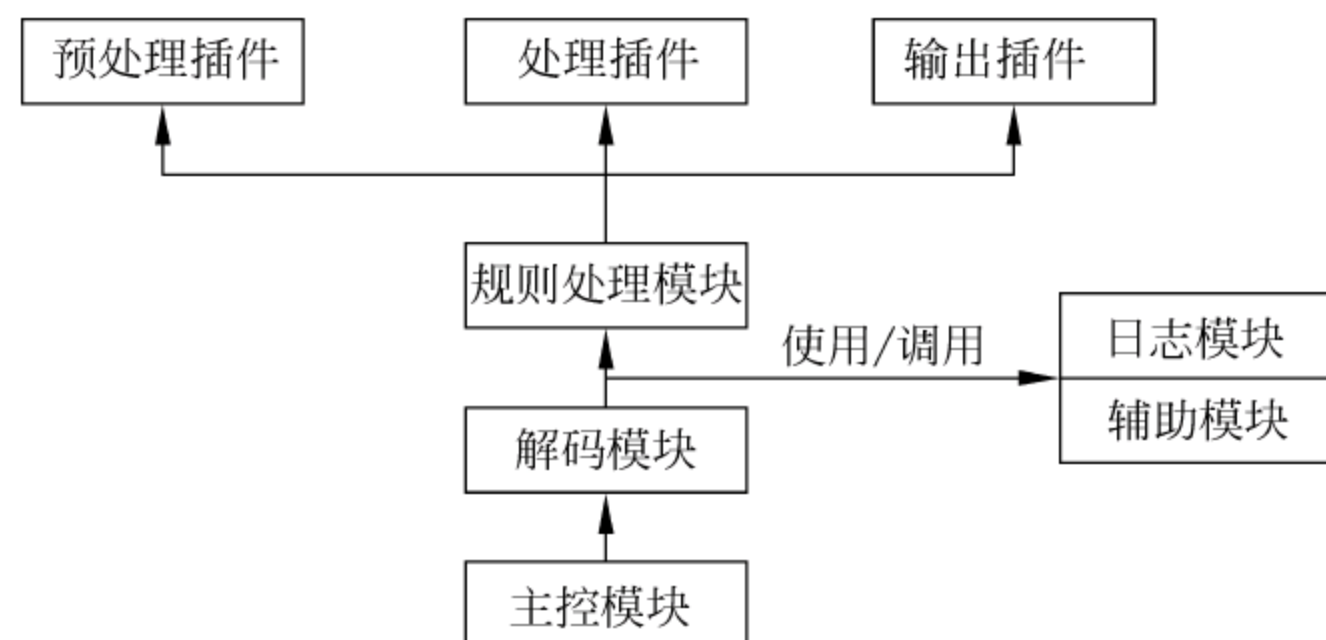 预处理插件
处理插件
输出插件
规则处理模块
使用/调用
日志模块
辅助模块
解码模块
主控模块